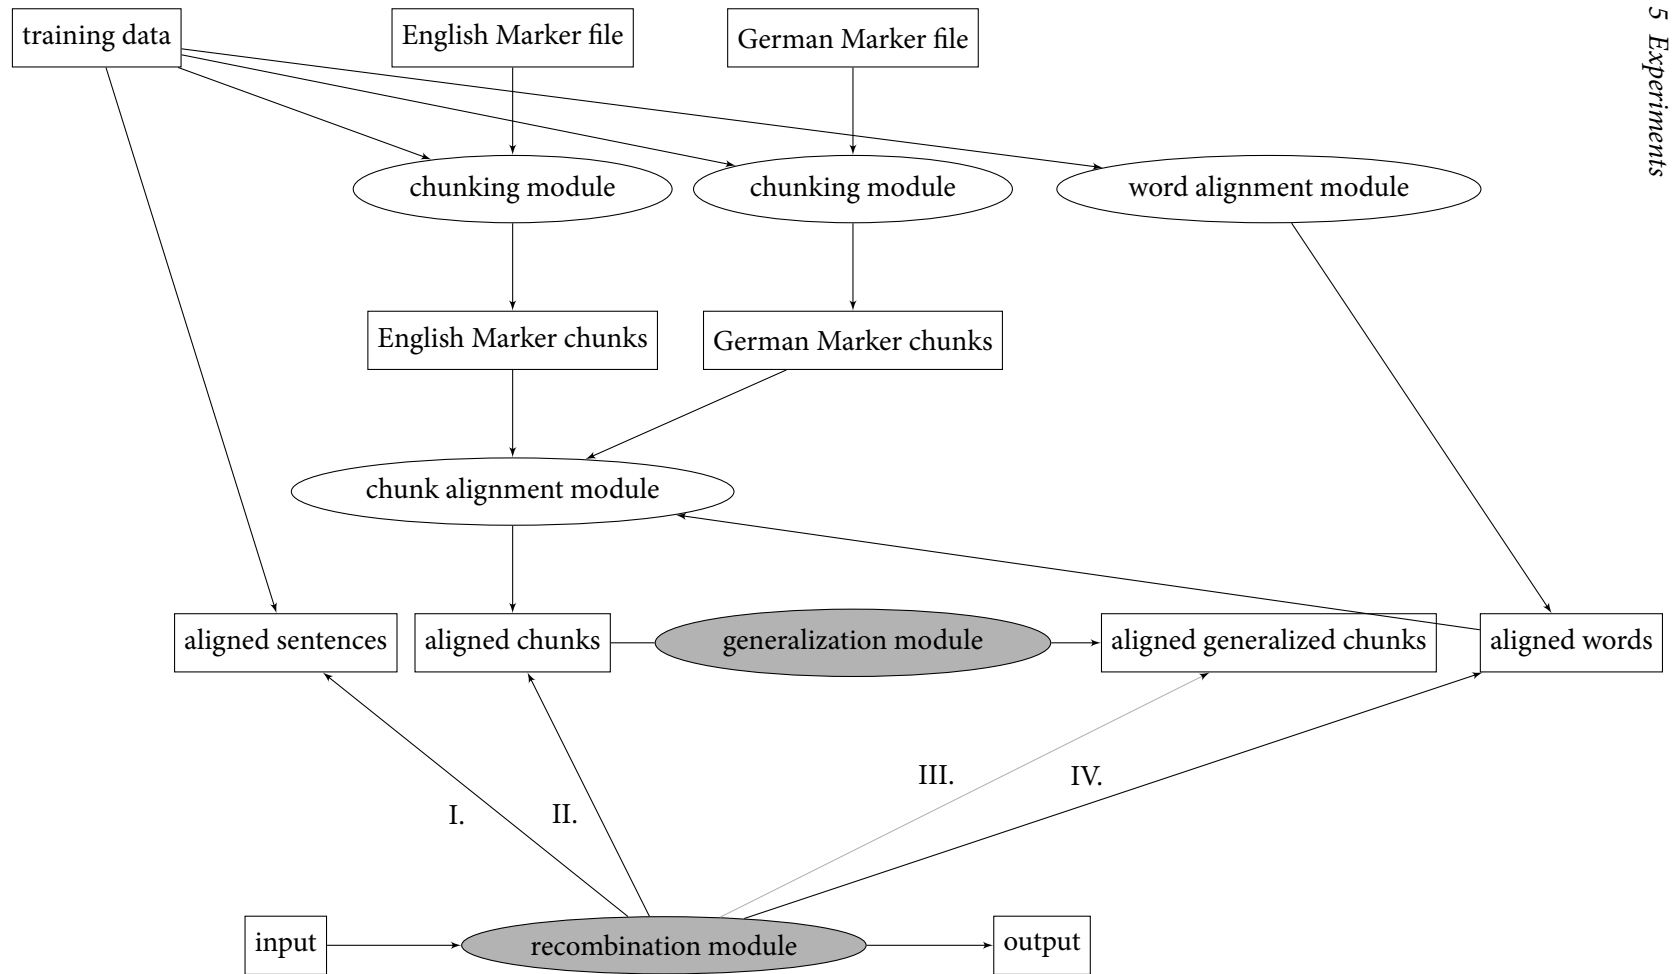 5 Experiments
training data
English Marker file
German Marker file
chunking module
chunking module
word alignment module
English Marker chunks
German Marker chunks
chunk alignment module
aligned sentences
aligned chunks
generalization module
aligned generalized chunks
aligned words
I.
II.
III.
IV.
input
recombination module
output